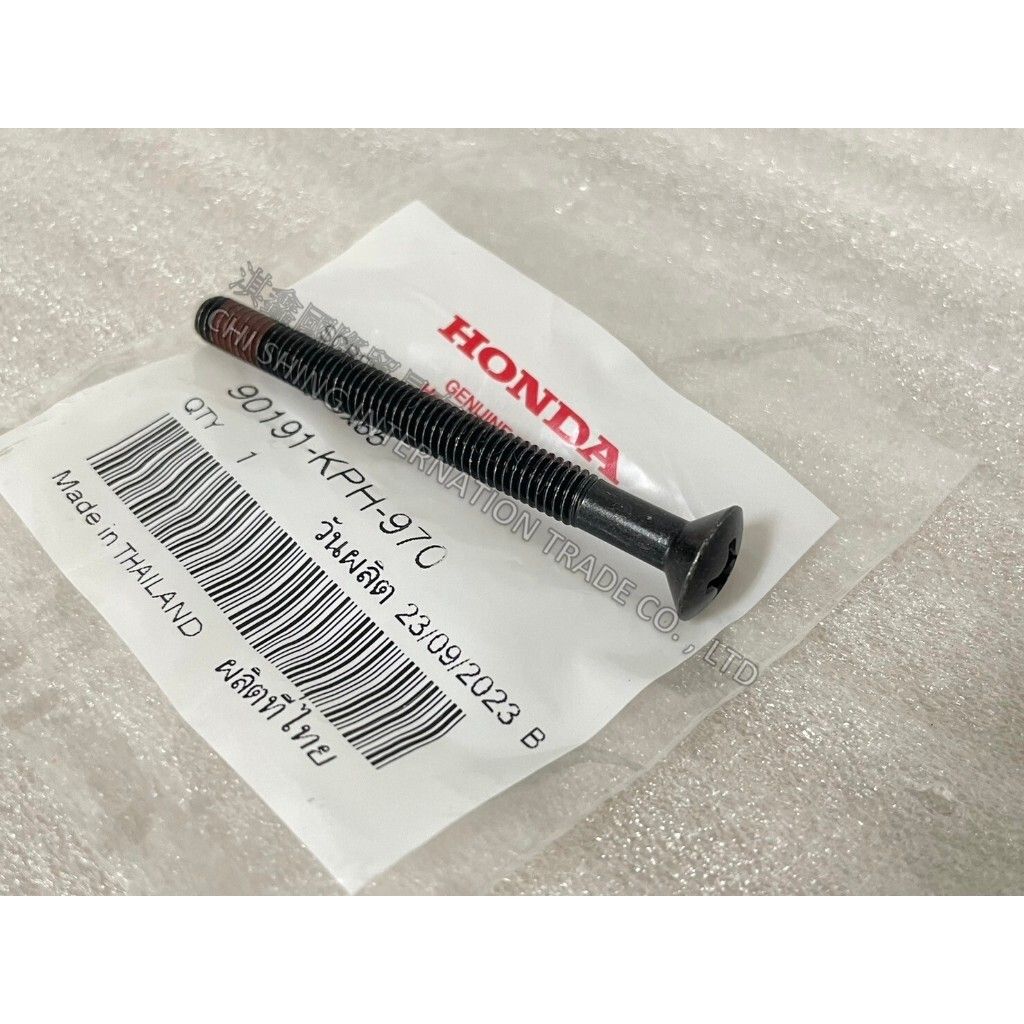 HONDA
GENUINE
90191-KPH-970
QTY 1
วันผลิต 23/09/2023 B
Made in THAILAND ผลิตที่ไทย
CHI SHING INTERNATION TRADE CO., LTD